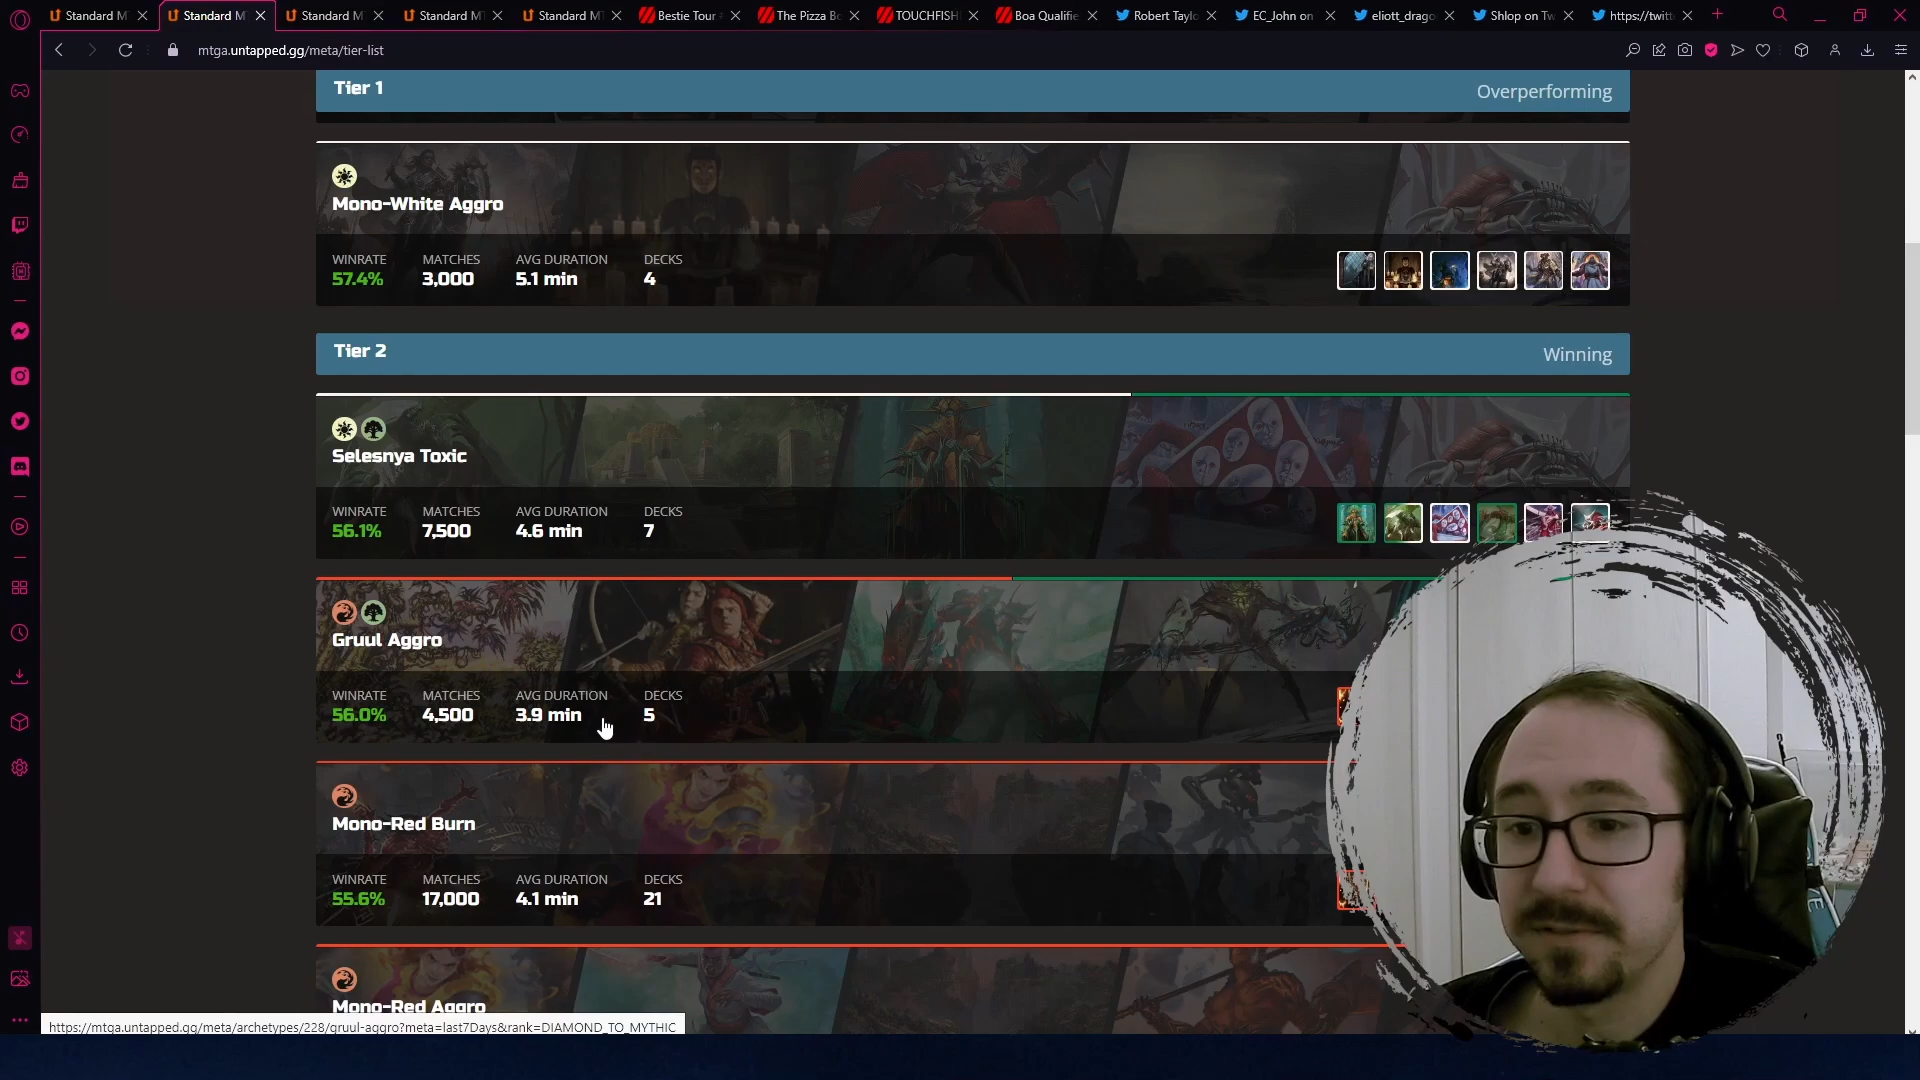 Standard M
Standard M
Standard M
Standard M
Standard M
Bestie Tour
The Pizza Bo
TOUCHFISH
Boa Qualifie
Robert Taylo
EC_John on
eliott_drago
Shlop on Tw
https://twitt
mtga.untapped.gg/meta/tier-list
Tier 1
Overperforming
Mono-White Aggro
WINRATE MATCHES AVG DURATION DECKS
57.4% 3,000 5.1 min 4
Tier 2
Winning
Selesnya Toxic
WINRATE MATCHES AVG DURATION DECKS
56.1% 7,500 4.6 min 7
Gruul Aggro
WINRATE MATCHES AVG DURATION DECKS
56.0% 4,500 3.9 min 5
Mono-Red Burn
WINRATE MATCHES AVG DURATION DECKS
55.6% 17,000 4.1 min 21
Mono-Red Aggro
https://mtga.untapped.gg/meta/archetypes/228/gruul-aggro?meta=last7Days&rank=DIAMOND_TO_MYTHIC